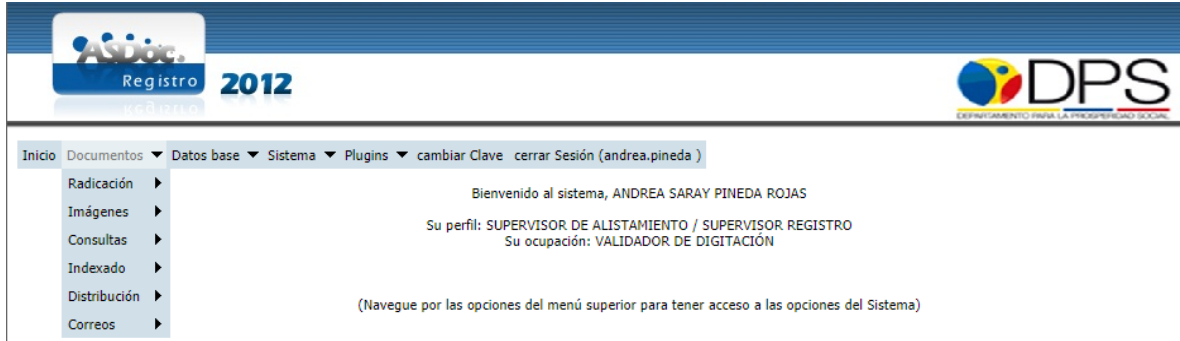 ASDoc.
Registro
2012
DPS
DEPARTAMENTO PARA LA PROSPERIDAD SOCIAL
Inicio Documentos Datos base Sistema Plugins cambiar Clave cerrar Sesión (andrea.pineda )
Radicación
Imágenes
Consultas
Indexado
Distribución
Correos
Bienvenido al sistema, ANDREA SARAY PINEDA ROJAS
Su perfil: SUPERVISOR DE ALISTAMIENTO / SUPERVISOR REGISTRO
Su ocupación: VALIDADOR DE DIGITACIÓN
(Navegue por las opciones del menú superior para tener acceso a las opciones del Sistema)